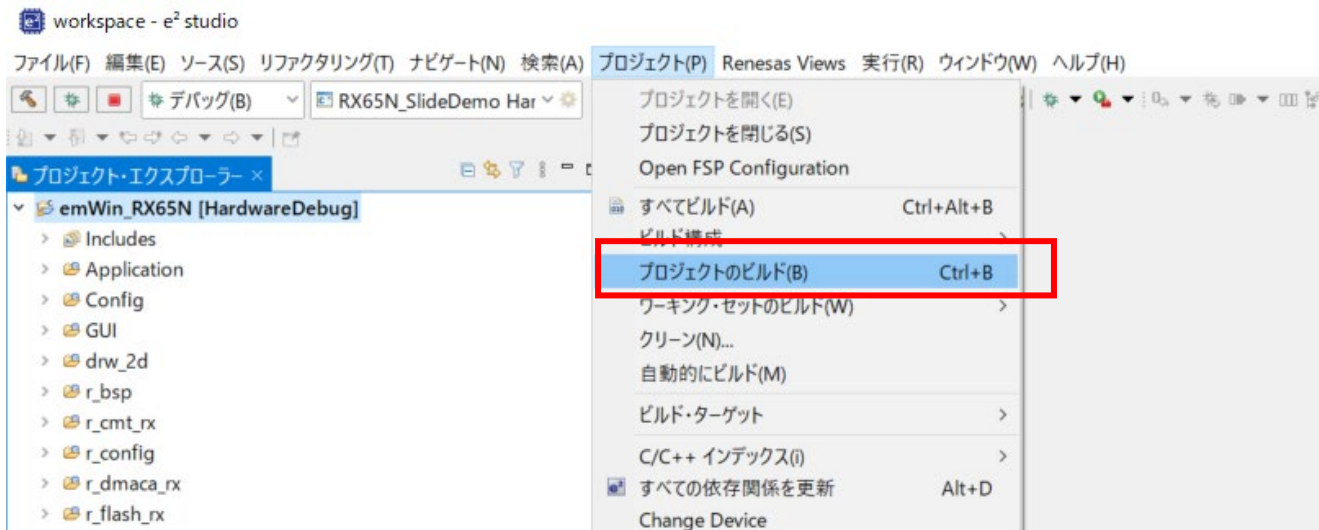 workspace - e² studio
ファイル(F) 編集(E) ソース(S) リファクタリング(T) ナビゲート(N) 検索(A) プロジェクト(P) Renesas Views 実行(R) ウィンドウ(W) ヘルプ(H)
デバッグ(B) RX65N_SlideDemo Har
プロジェクト・エクスプローラー
emWin_RX65N [HardwareDebug]
Includes
Application
Config
GUI
drw_2d
r_bsp
r_cmt_rx
r_config
r_dmaca_rx
r_flash_rx
プロジェクトを開く(E)
プロジェクトを閉じる(S)
Open FSP Configuration
すべてビルド(A) Ctrl+Alt+B
ビルド構成
プロジェクトのビルド(B) Ctrl+B
ワーキング・セットのビルド(W)
クリーン(N)...
自動的にビルド(M)
ビルド・ターゲット
C/C++ インデックス(i)
すべての依存関係を更新 Alt+D
Change Device